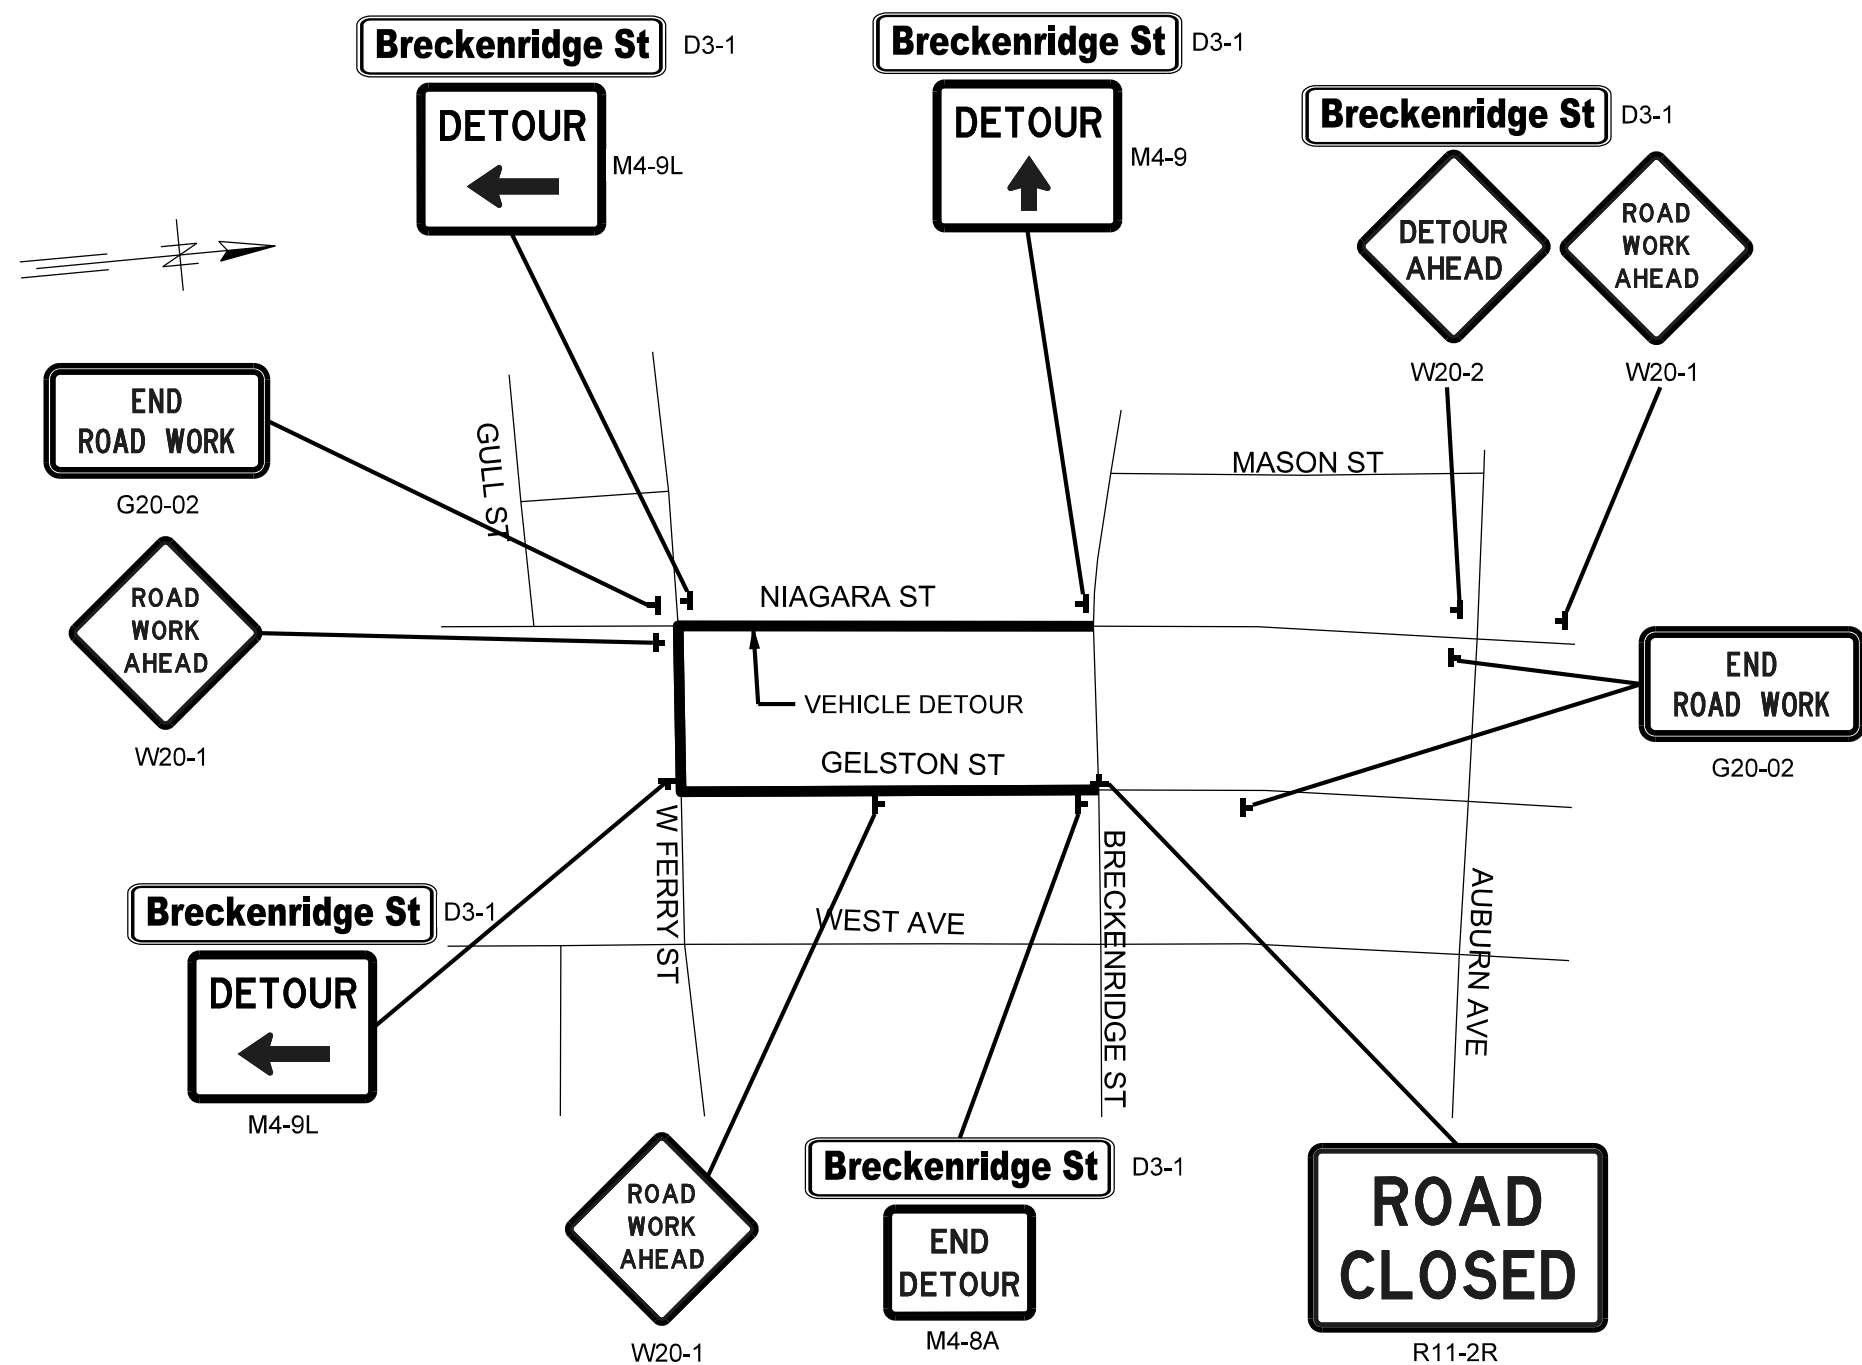 Breckenridge St D3-1
DETOUR
M4-9L
Breckenridge St D3-1
DETOUR
M4-9
Breckenridge St D3-1
DETOUR
AHEAD
W20-2
ROAD
WORK
AHEAD
W20-1
N
END
ROAD WORK
G20-02
GULL ST
MASON ST
ROAD
WORK
AHEAD
W20-1
NIAGARA ST
VEHICLE DETOUR
GELSTON ST
END
ROAD WORK
G20-02
W FERRY ST
BRECKENRIDGE ST
AUBURN AVE
WEST AVE
Breckenridge St D3-1
DETOUR
M4-9L
ROAD
WORK
AHEAD
W20-1
Breckenridge St D3-1
END
DETOUR
M4-8A
ROAD
CLOSED
R11-2R